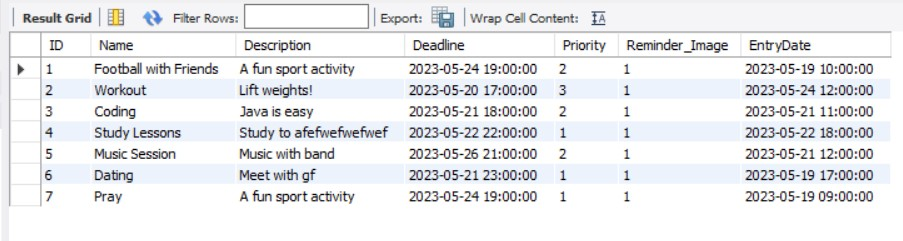 Result Grid Filter Rows: Export: Wrap Cell Content: IA
ID Name Description Deadline Priority Reminder_Image EntryDate
1 Football with Friends A fun sport activity 2023-05-24 19:00:00 2 1 2023-05-19 10:00:00
2 Workout Lift weights! 2023-05-20 17:00:00 3 1 2023-05-24 12:00:00
3 Coding Java is easy 2023-05-21 18:00:00 2 1 2023-05-21 11:00:00
4 Study Lessons Study to afefwefwefwef 2023-05-22 22:00:00 1 1 2023-05-22 18:00:00
5 Music Session Music with band 2023-05-26 21:00:00 2 1 2023-05-21 12:00:00
6 Dating Meet with gf 2023-05-21 23:00:00 1 1 2023-05-19 17:00:00
7 Pray A fun sport activity 2023-05-24 19:00:00 1 1 2023-05-19 09:00:00